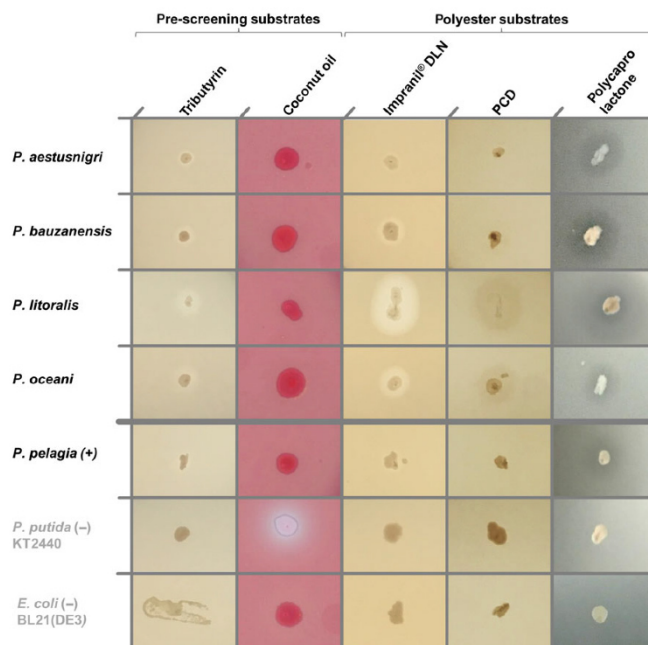 Pre-screening substrates
Polyester substrates
Tributyrin
Coconut oil
Impranil® DLN
PCD
Polycapro
lactone
P. aestusnigri
P. bauzanensis
P. litoralis
P. oceani
P. pelagia (+)
P. putida (–)
KT2440
E. coli (–)
BL21(DE3)